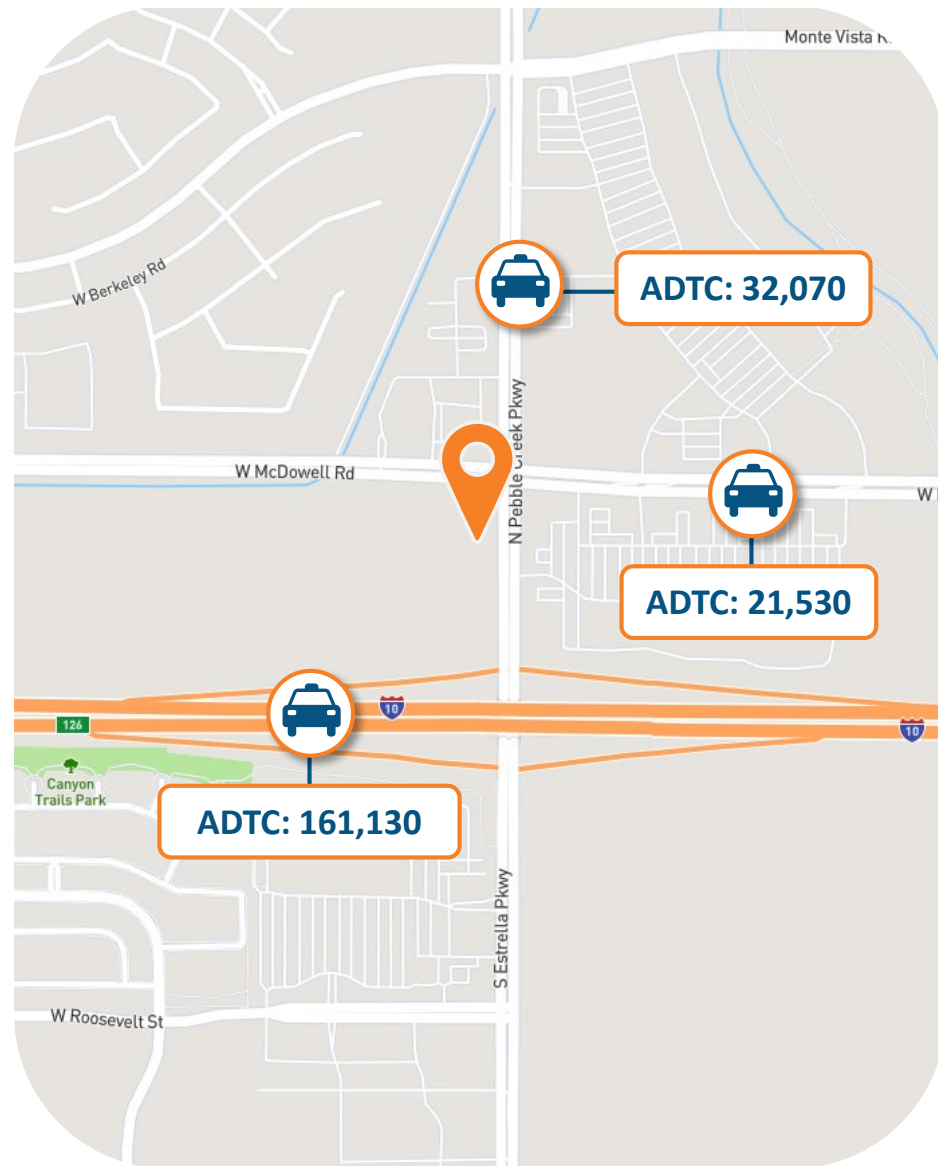 Monte Vista
W Berkeley Rd
ADTC: 32,070
N Pebble Creek Pkwy
W McDowell Rd
W
ADTC: 21,530
10
126
10
Canyon
Trails Park
ADTC: 161,130
S Estrella Pkwy
W Roosevelt St